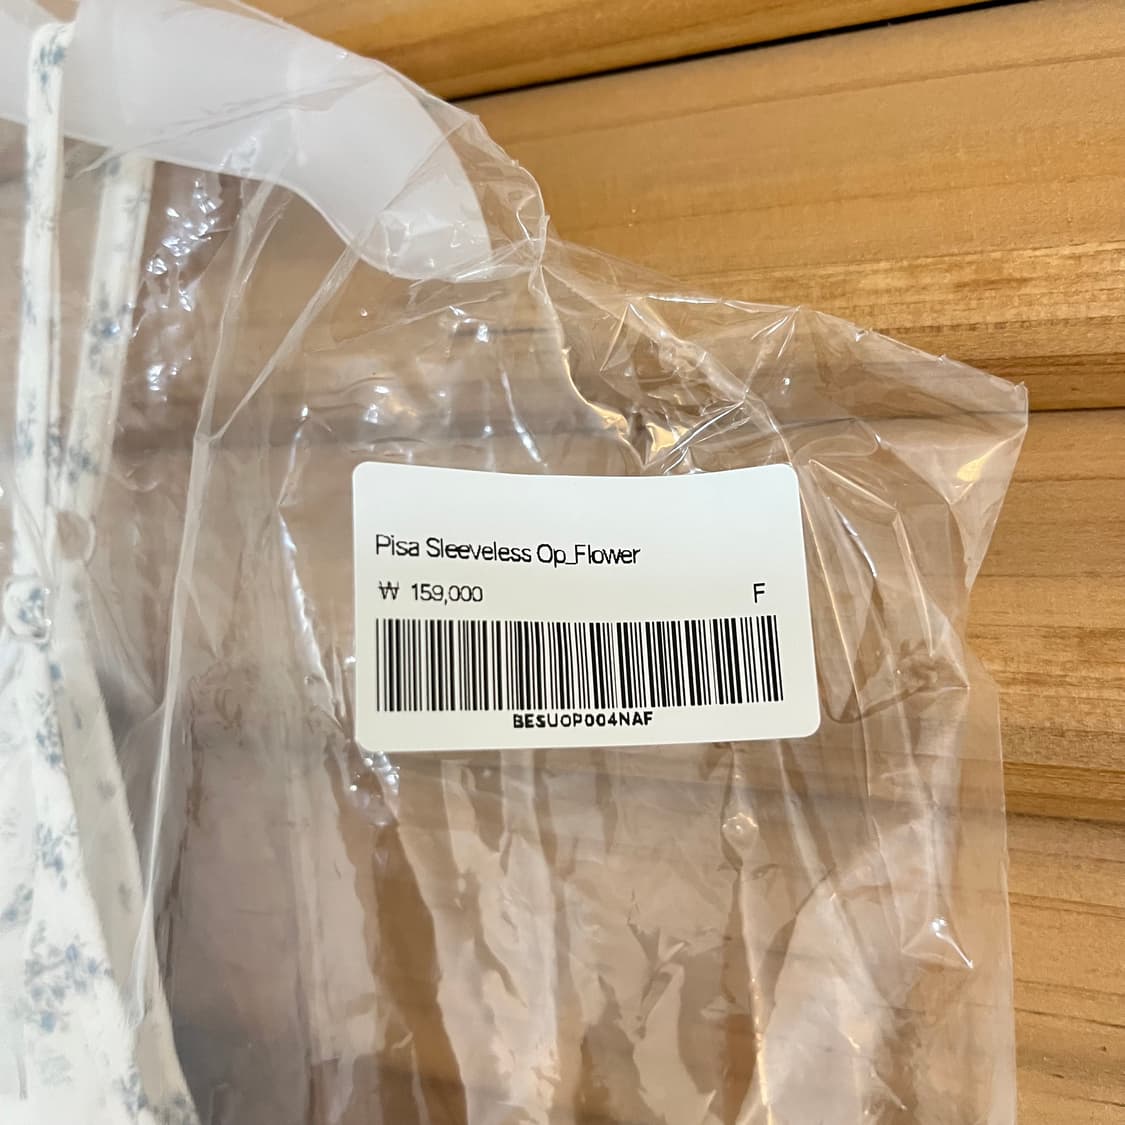 Pisa Sleeveless Op_Flower
₩ 159,000 F
BESUOP004NAF